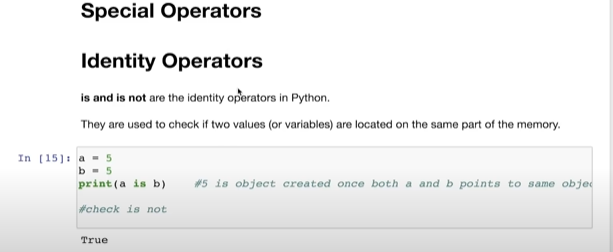 Special Operators
Identity Operators
is and is not are the identity operators in Python.
They are used to check if two values (or variables) are located on the same part of the memory.
In [15]: a = 5
b = 5
print(a is b) #5 is object created once both a and b points to same objec
#check is not
True